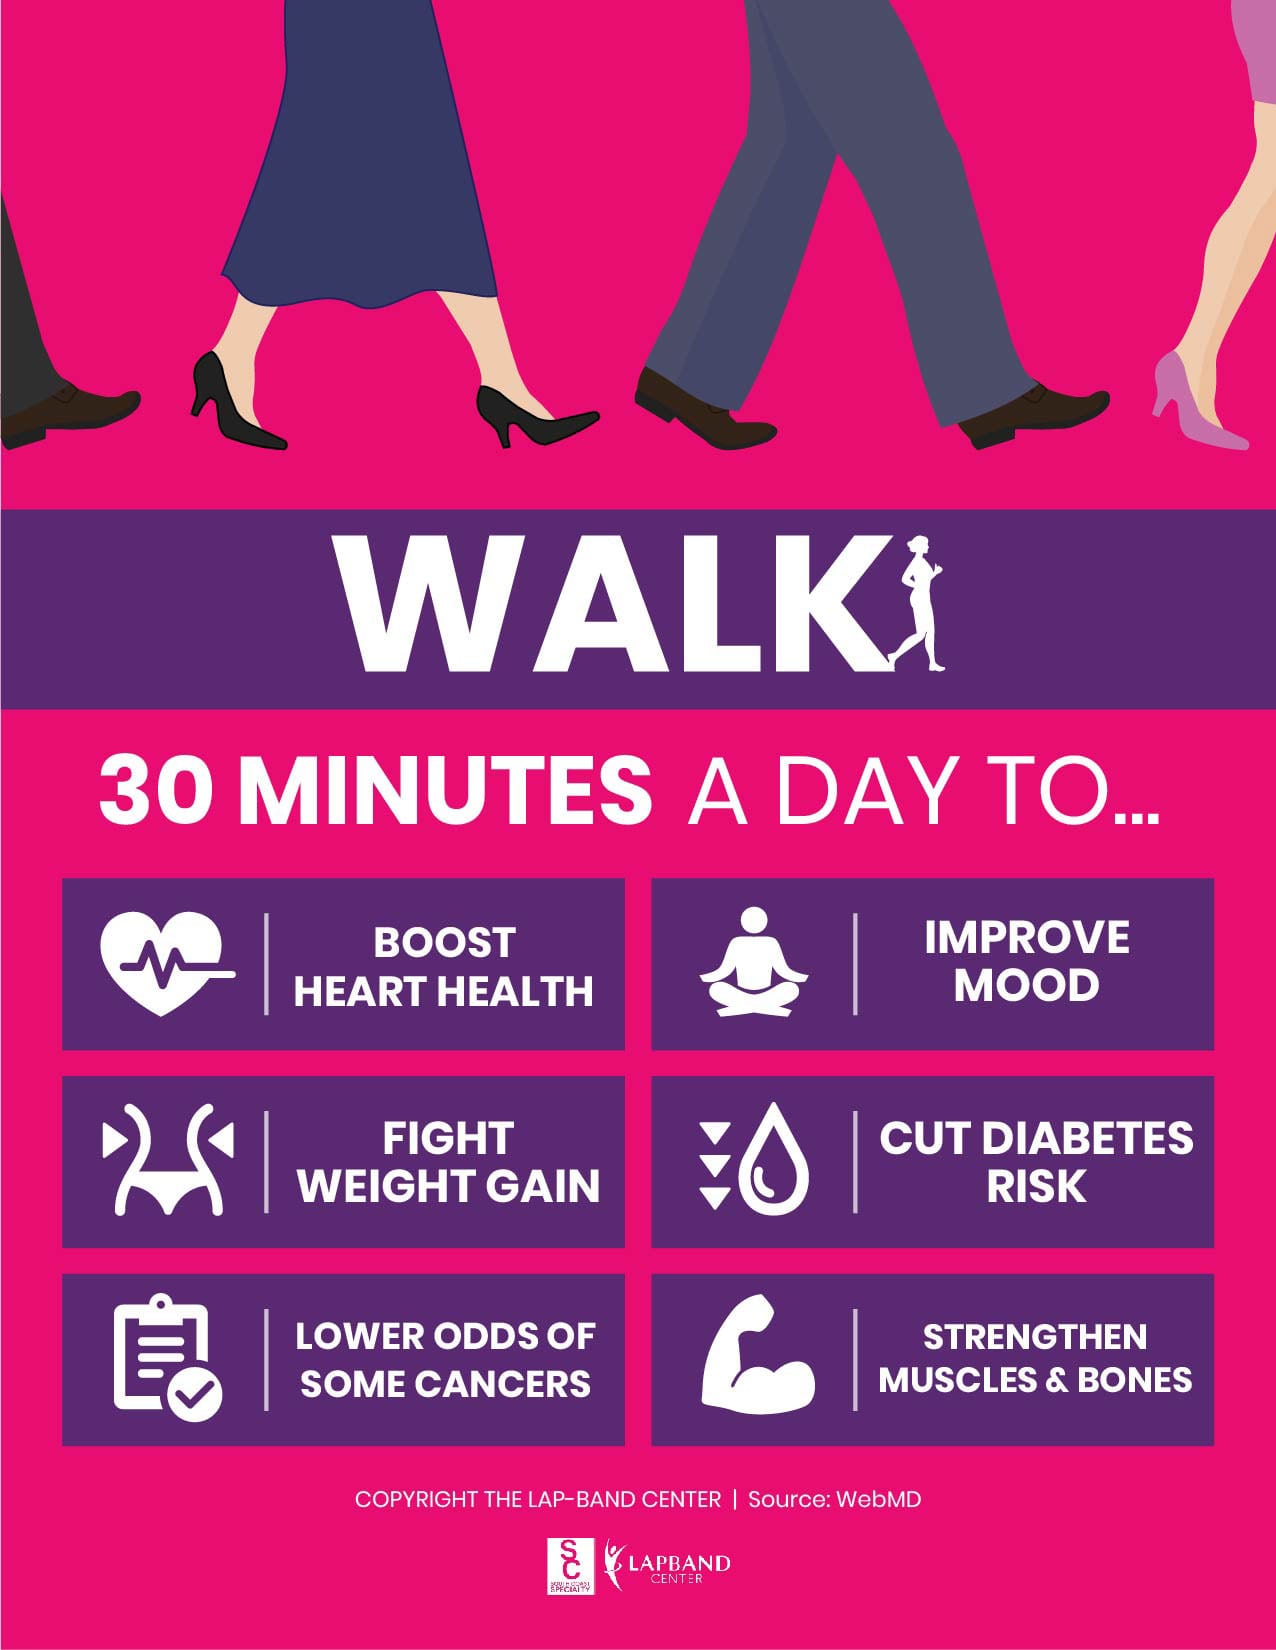 WALK
30 MINUTES A DAY TO...
BOOST
HEART HEALTH
IMPROVE
MOOD
FIGHT
WEIGHT GAIN
CUT DIABETES
RISK
LOWER ODDS OF
SOME CANCERS
STRENGTHEN
MUSCLES & BONES
COPYRIGHT THE LAP-BAND CENTER | Source: WebMD
S
C
SOUTH COAST
SPECIALTY
LAPBAND
CENTER